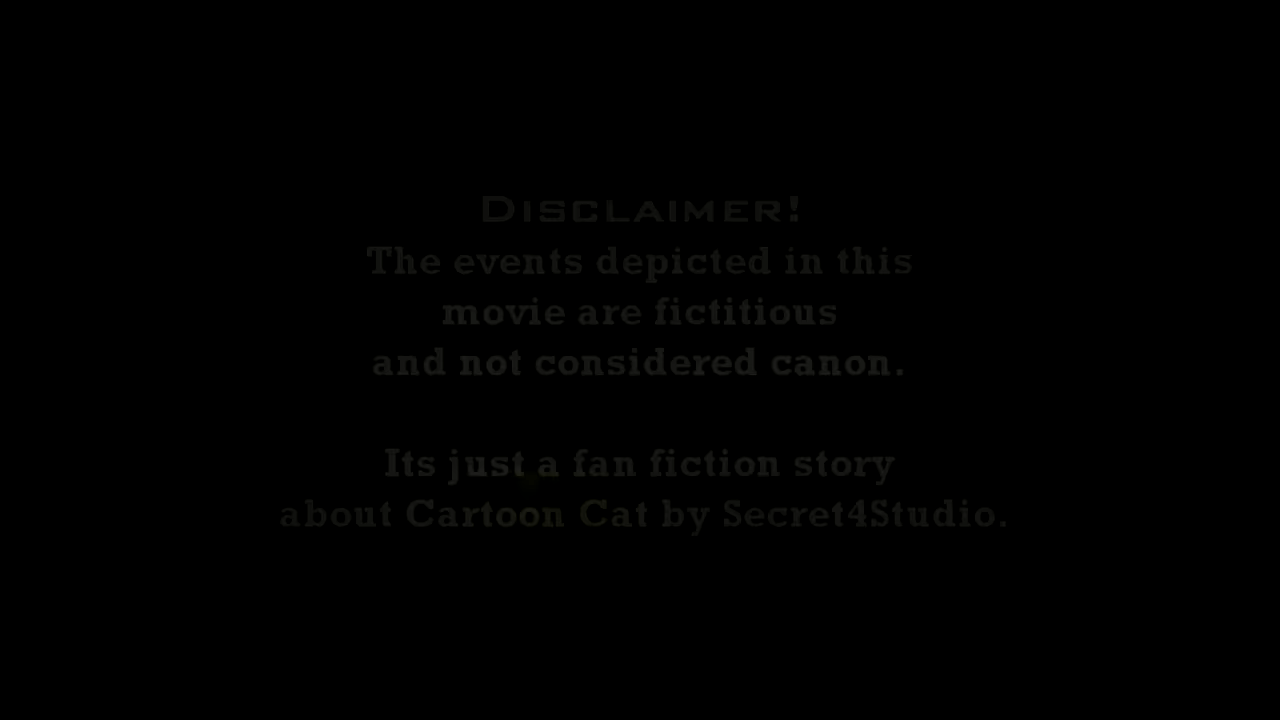 DISCLAIMER!
The events depicted in this
movie are fictitious
and not considered canon.
Its just a fan fiction story
about Cartoon Cat by Secret4Studio.